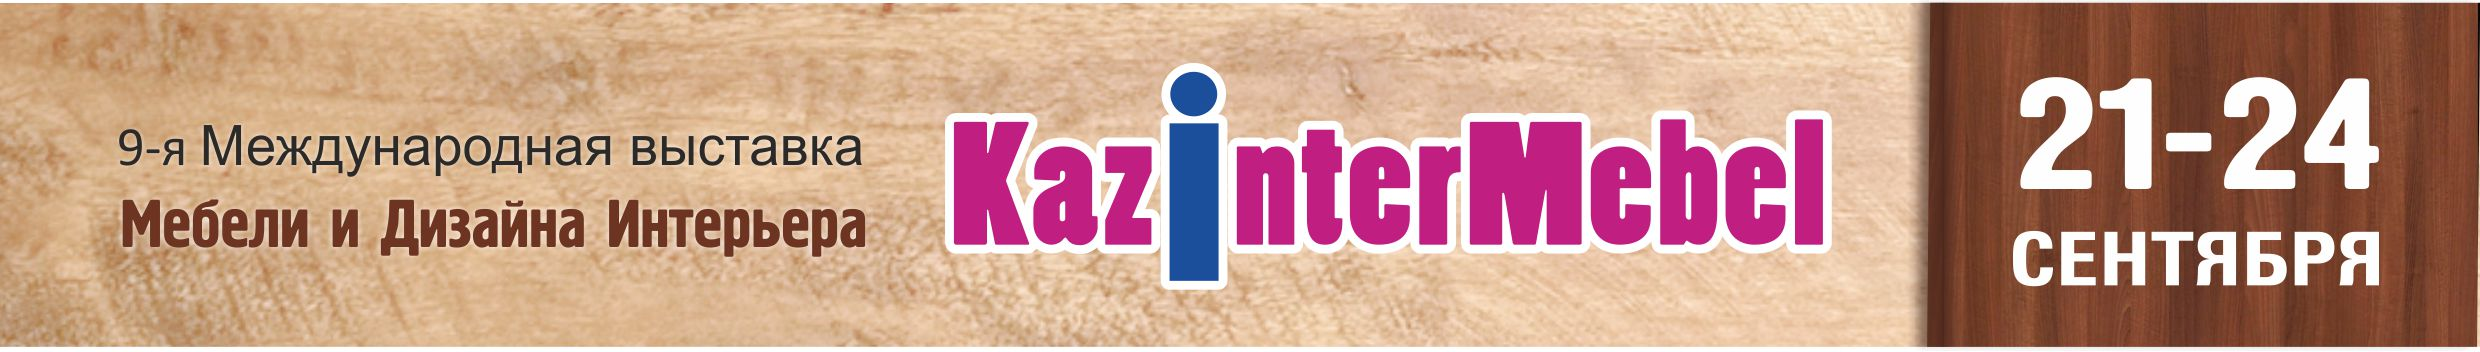 9-я Международная выставка
Мебели и Дизайна Интерьера
KazinterMebel
21-24
СЕНТЯБРЯ